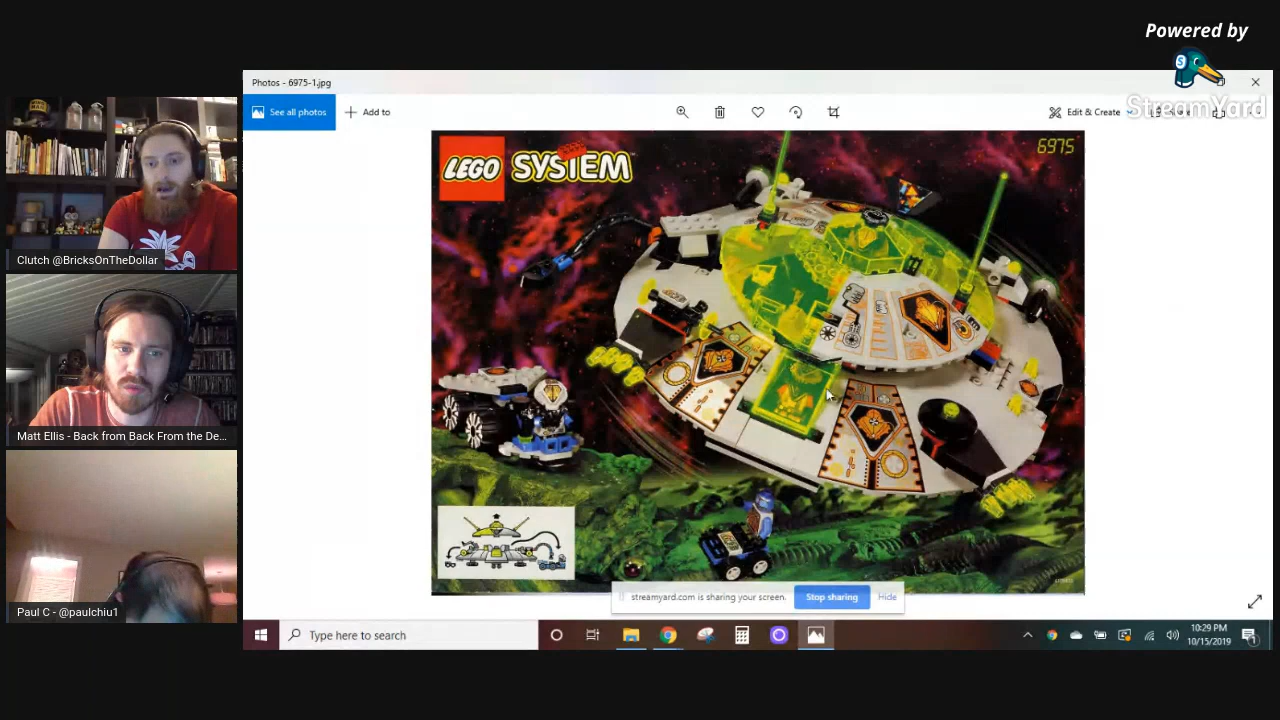 Powered by
StreamYard
Photos - 6975-1.jpg
See all photos
Add to
Edit & Create
Clutch @BricksOnTheDollar
Matt Ellis - Back from Back From the De...
Paul C - @paulchiu1
LEGO SYSTEM
6975
streamyard.com is sharing your screen.
Stop sharing
Hide
Type here to search
10:29 PM
10/15/2019